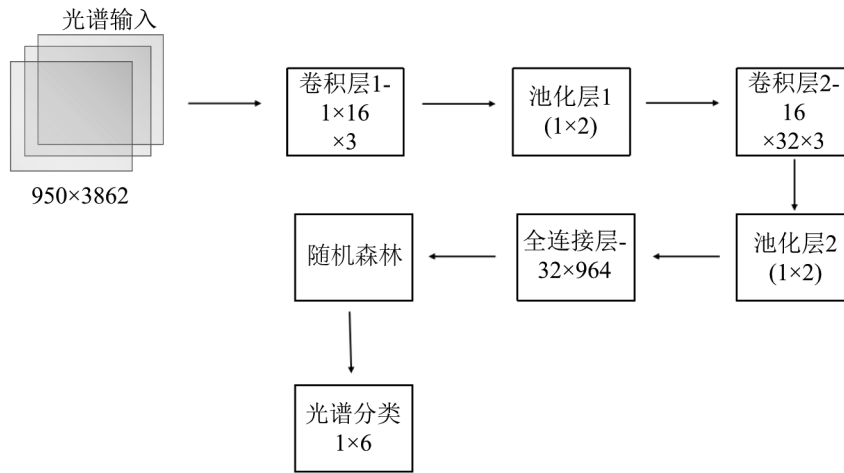 光谱输入
950×3862
卷积层1-
1×16
×3
池化层1
(1×2)
卷积层2-
16
×32×3
池化层2
(1×2)
全连接层-
32×964
随机森林
光谱分类
1×6